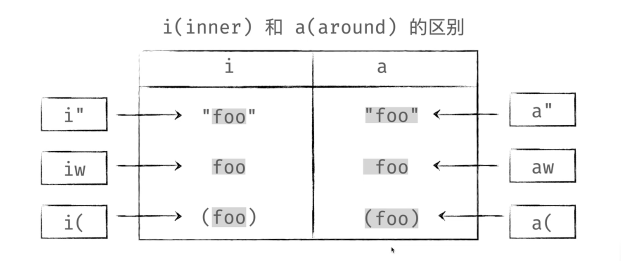 i(inner) 和 a(around) 的区别
i a
i" "foo" "foo" a"
iw foo foo aw
i( (foo) (foo) a(